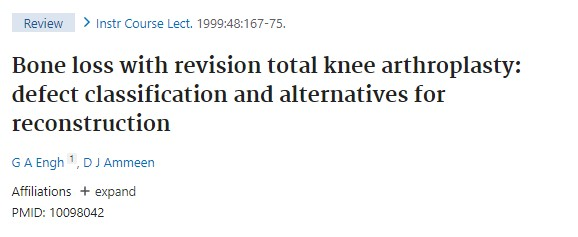 Review > Instr Course Lect. 1999:48:167-75.
Bone loss with revision total knee arthroplasty:
defect classification and alternatives for
reconstruction
G A Engh 1, D J Ammeen
Affiliations + expand
PMID: 10098042